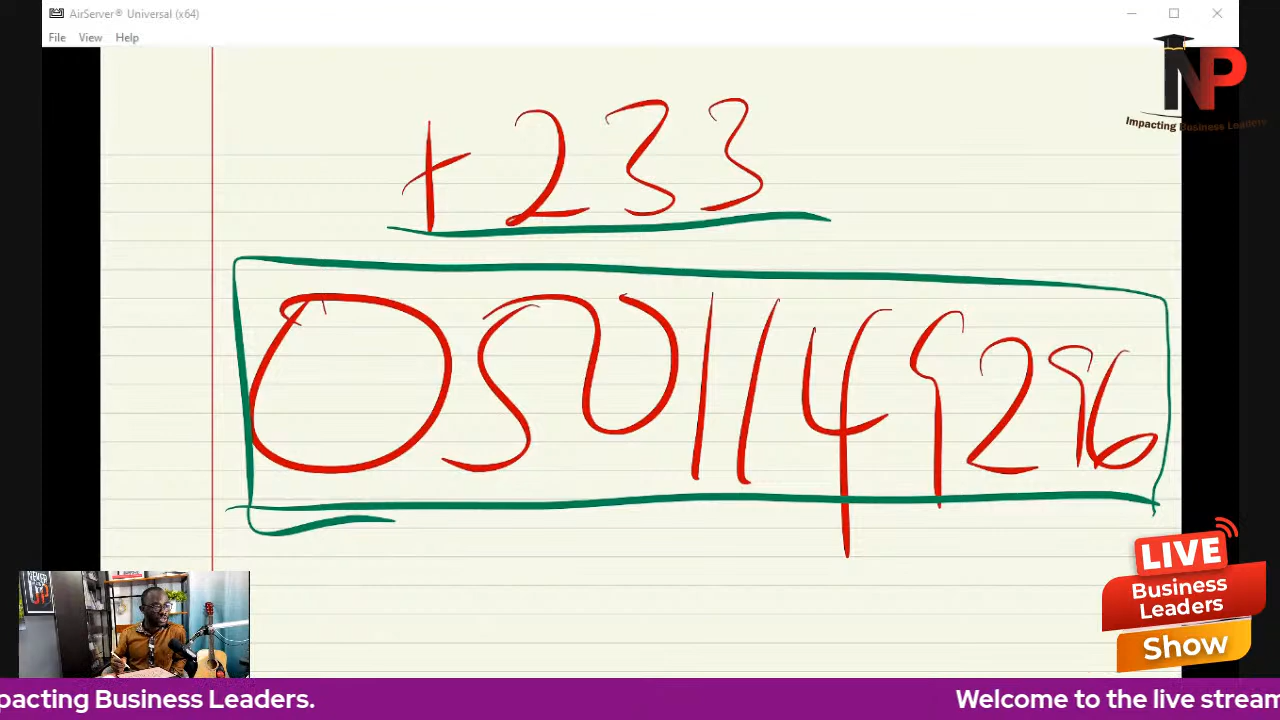 AirServer® Universal (x64)
File View Help
NP
Impacting Business Leaders
+233
0501149296
LIVE
Business
Leaders
Show
pacting Business Leaders.
Welcome to the live stream